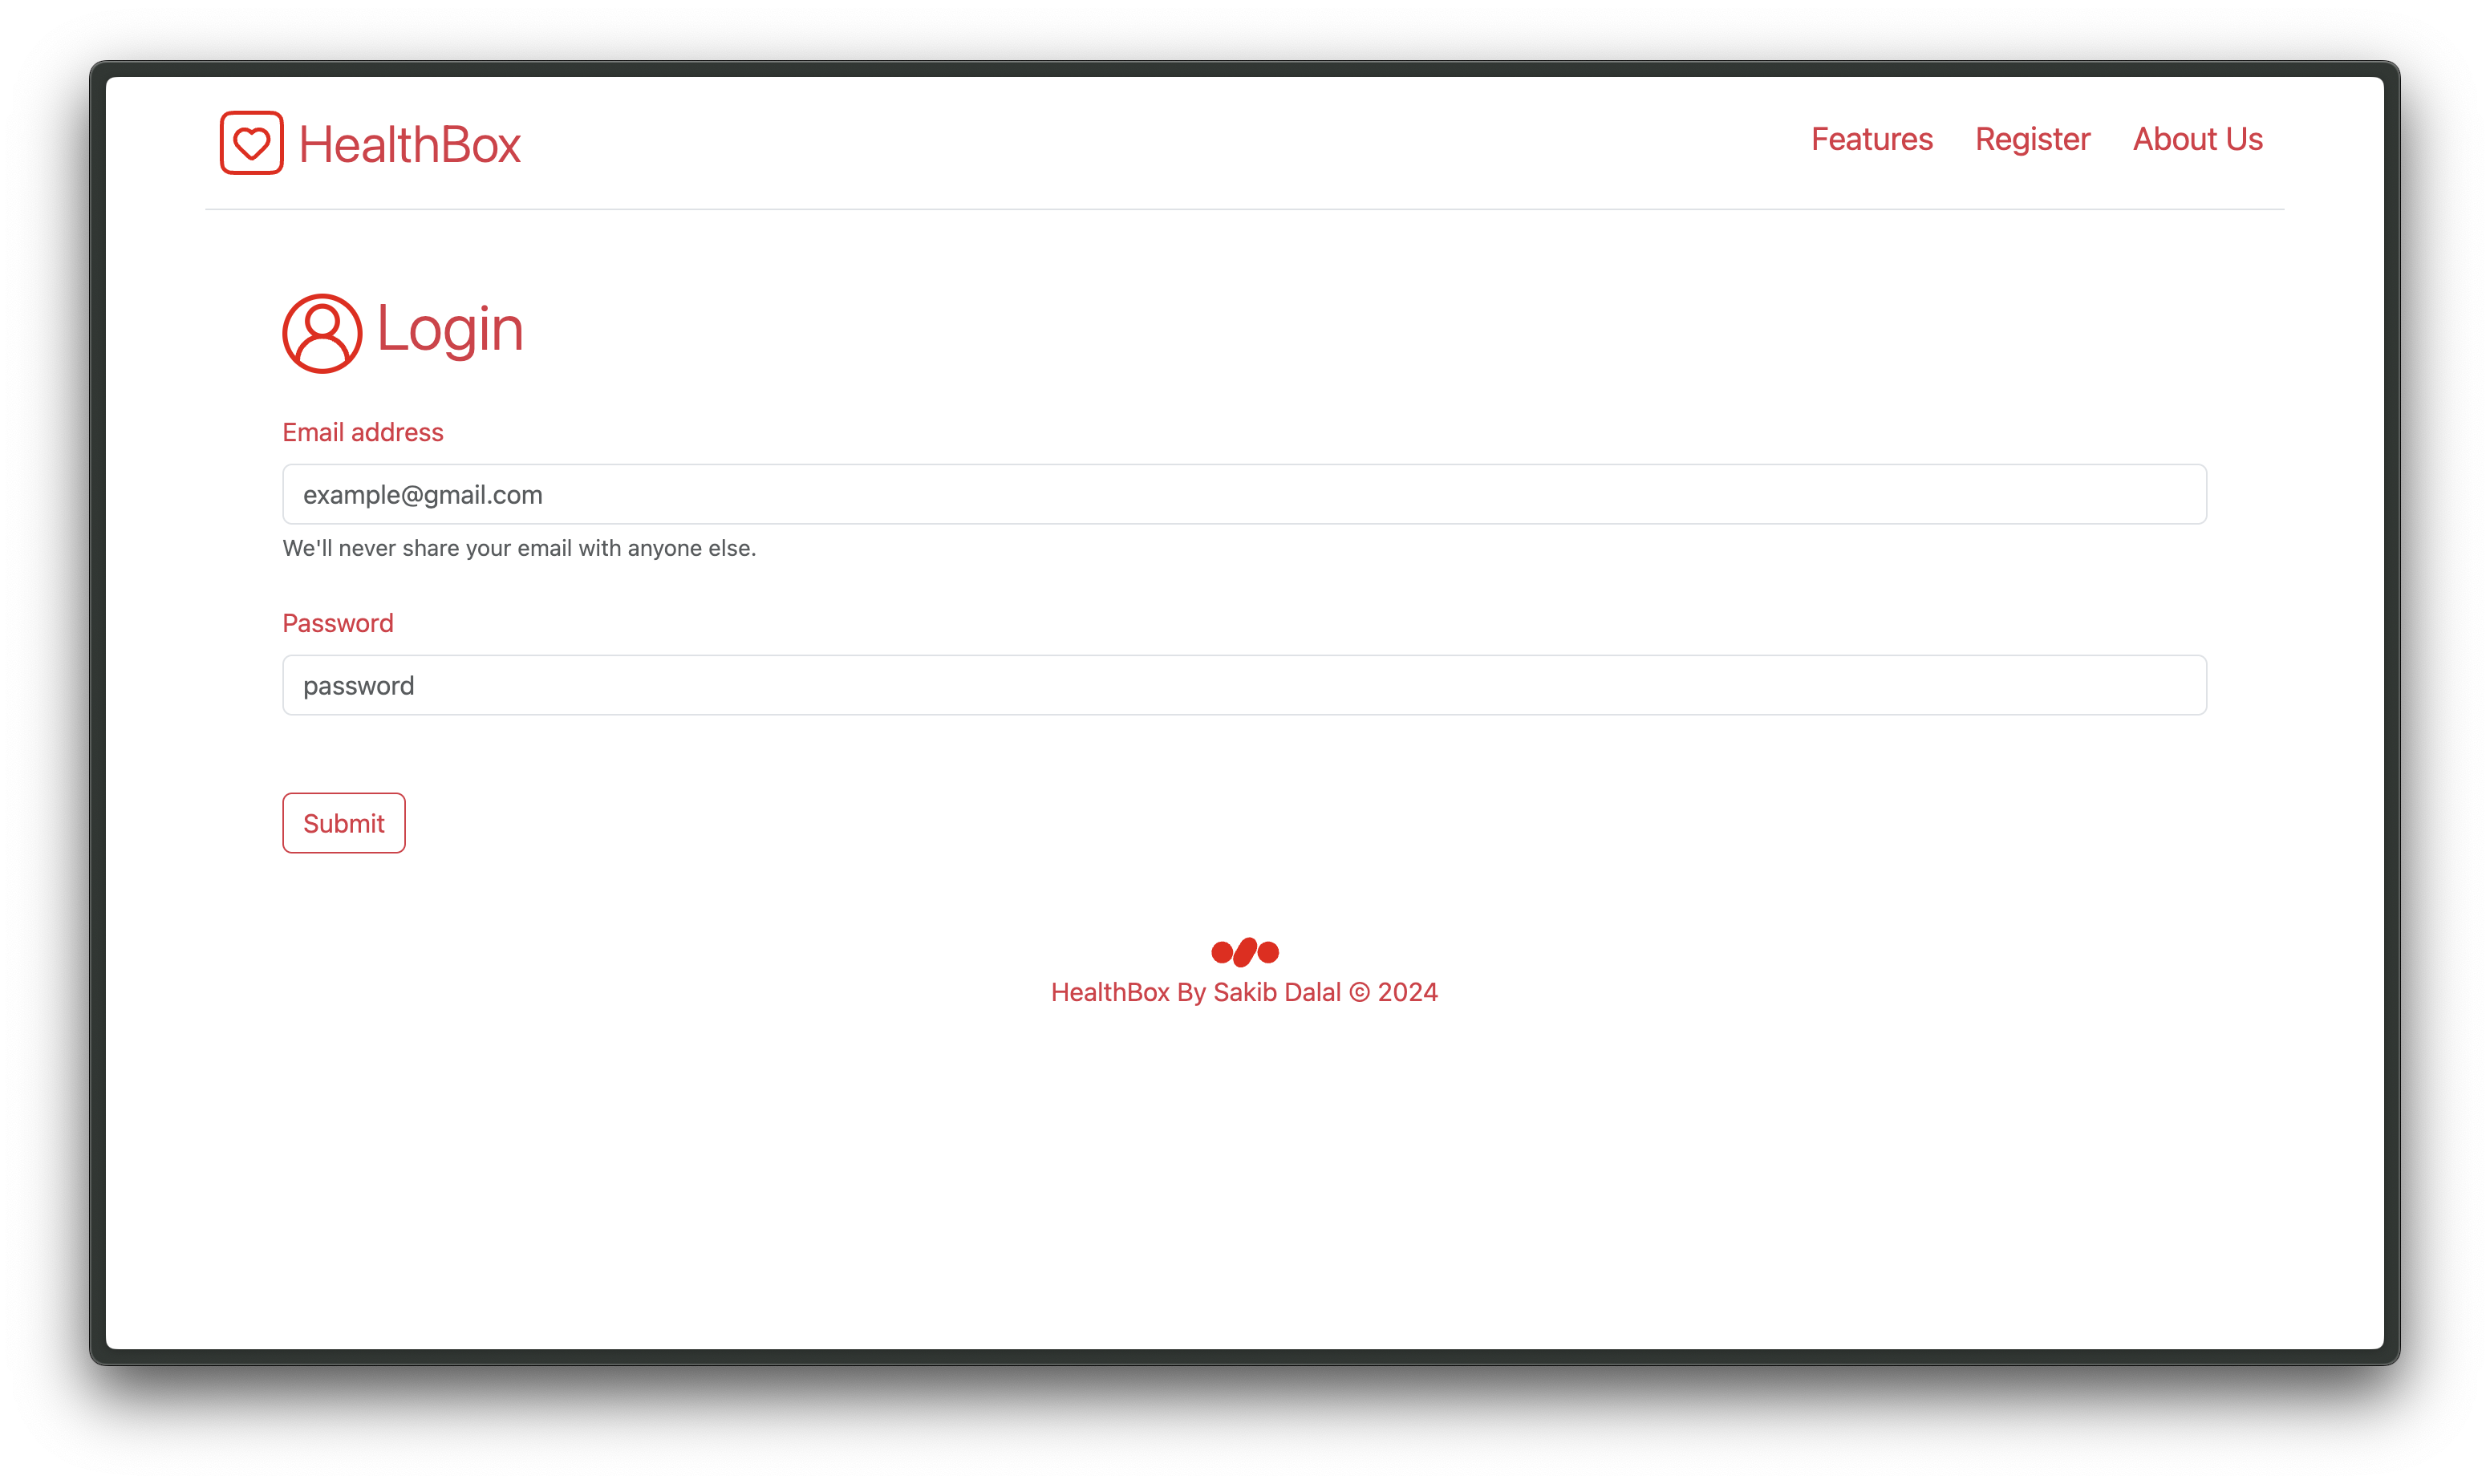 HealthBox
Features Register About Us
Login
Email address
example@gmail.com
We'll never share your email with anyone else.
Password
password
Submit
HealthBox By Sakib Dalal © 2024